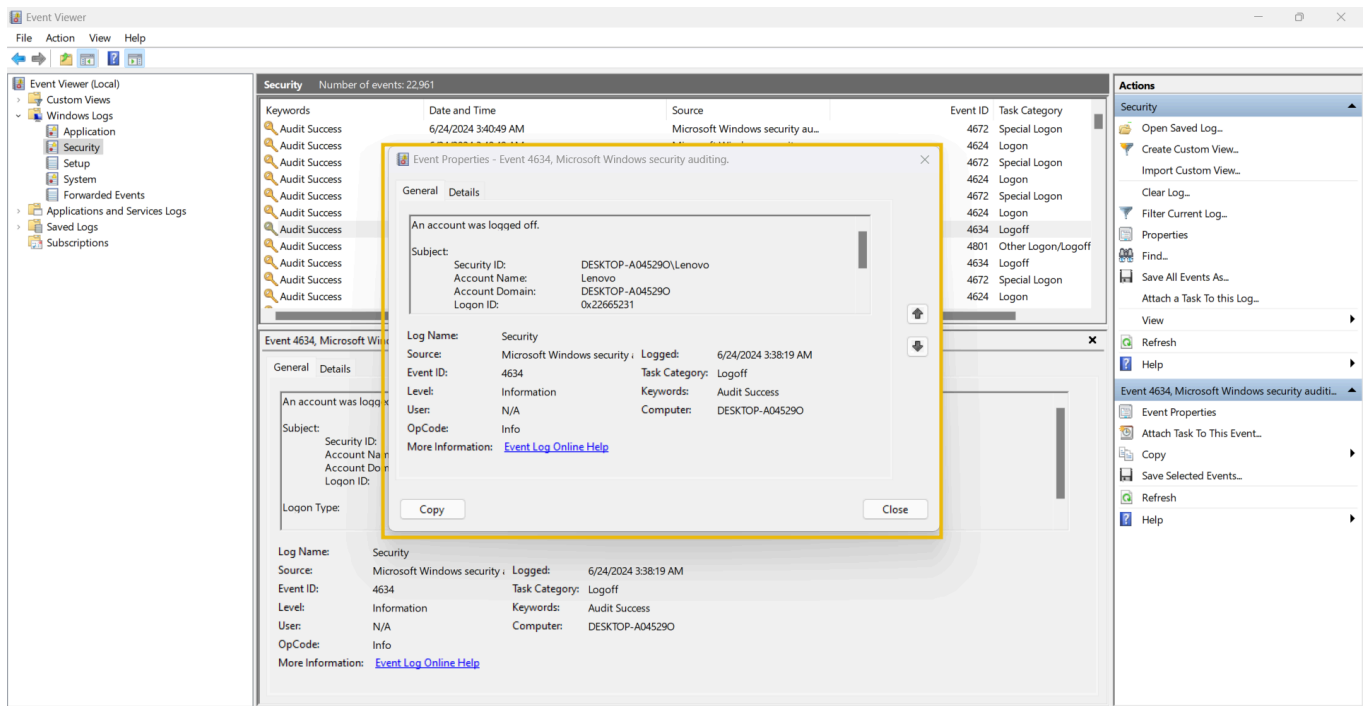 Event Viewer
File Action View Help
Event Viewer (Local)
Custom Views
Windows Logs
Application
Security
Setup
System
Forwarded Events
Applications and Services Logs
Saved Logs
Subscriptions
Security Number of events: 22,961
Keywords Date and Time Source Event ID Task Category
Audit Success 6/24/2024 3:40:49 AM Microsoft Windows security au... 4672 Special Logon
Audit Success 4624 Logon
Audit Success 4672 Special Logon
Audit Success 4624 Logon
Audit Success 4672 Special Logon
Audit Success 4624 Logon
Audit Success 4634 Logoff
Audit Success 4801 Other Logon/Logoff
Audit Success 4634 Logoff
Audit Success 4672 Special Logon
Audit Success 4624 Logon
Event Properties - Event 4634, Microsoft Windows security auditing.
General Details
An account was logged off.
Subject:
Security ID: DESKTOP-A04529O\Lenovo
Account Name: Lenovo
Account Domain: DESKTOP-A04529O
Logon ID: 0x22665231
Log Name: Security
Source: Microsoft Windows security Logged: 6/24/2024 3:38:19 AM
Event ID: 4634 Task Category: Logoff
Level: Information Keywords: Audit Success
User: N/A Computer: DESKTOP-A04529O
OpCode: Info
More Information: Event Log Online Help
Copy Close
Event 4634, Microsoft
General Details
An account was
Subject:
Security ID:
Account
Account
Logon ID:
Logon Type:
Log Name: Security
Source: Microsoft Windows security Logged: 6/24/2024 3:38:19 AM
Event ID: 4634 Task Category: Logoff
Level: Information Keywords: Audit Success
User: N/A Computer: DESKTOP-A04529O
OpCode: Info
More Information: Event Log Online Help
Actions
Security
Open Saved Log...
Create Custom View...
Import Custom View...
Clear Log...
Filter Current Log...
Properties
Find...
Save All Events As...
Attach a Task To this Log...
View
Refresh
Help
Event 4634, Microsoft Windows security auditi...
Event Properties
Attach Task To This Event...
Copy
Save Selected Events...
Refresh
Help